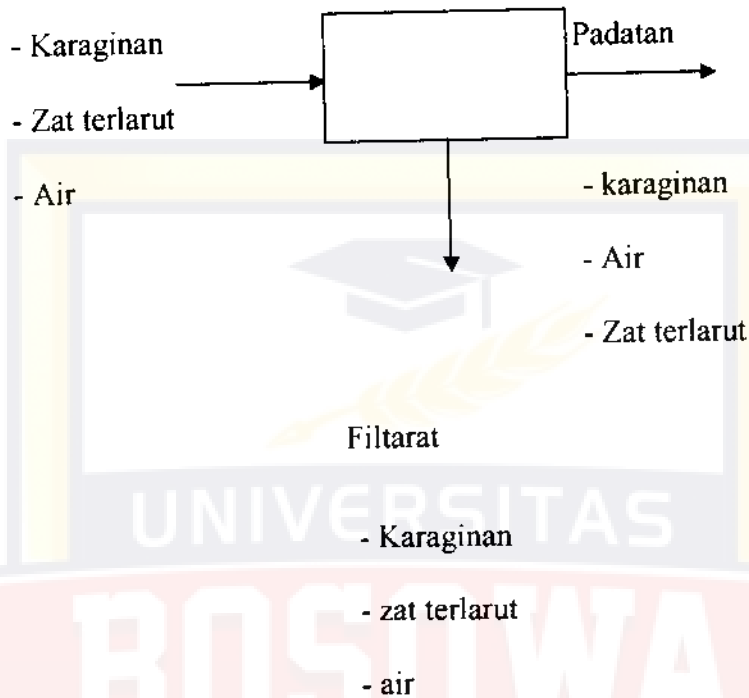 - Karaginan
- Zat terlarut
- Air
Padatan
- karaginan
- Air
- Zat terlarut
Filtarat
- Karaginan
- zat terlarut
- air
UNIVERSITAS
BOSOWA